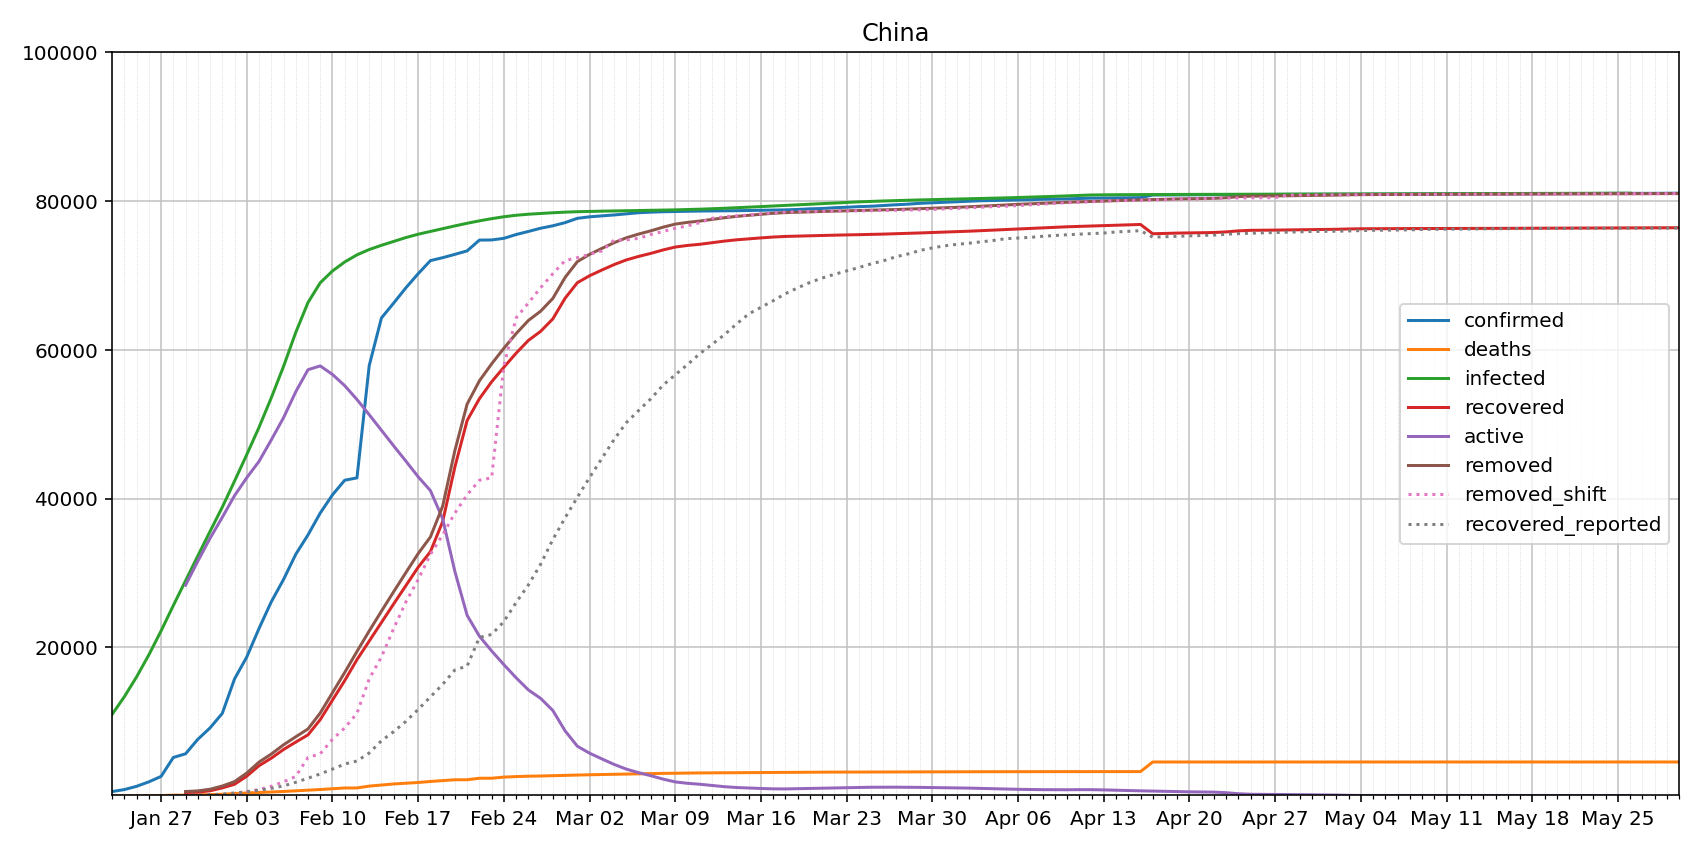 China
100000
80000
60000
40000
20000
confirmed
deaths
infected
recovered
active
removed
removed_shift
recovered_reported
Jan 27 Feb 03 Feb 10 Feb 17 Feb 24 Mar 02 Mar 09 Mar 16 Mar 23 Mar 30 Apr 06 Apr 13 Apr 20 Apr 27 May 04 May 11 May 18 May 25